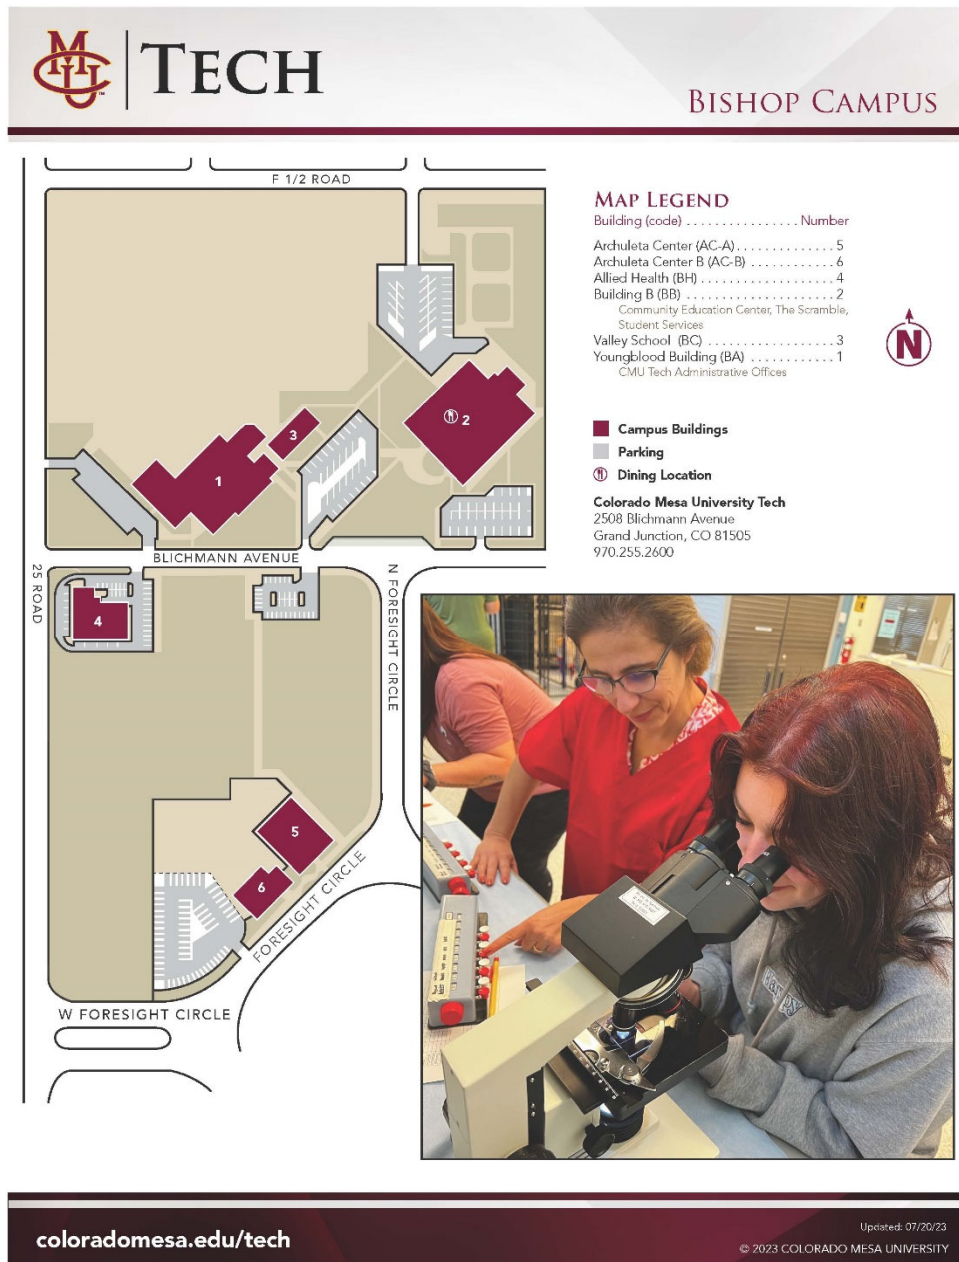 CMU TECH
BISHOP CAMPUS
F 1/2 ROAD
MAP LEGEND
Building (code) . . . . . . . . . . . . . . . . Number
Archuleta Center (AC-A) . . . . . . . . . . . . . . 5
Archuleta Center B (AC-B) . . . . . . . . . . . . 6
Allied Health (BH) . . . . . . . . . . . . . . . . . . . 4
Building B (BB) . . . . . . . . . . . . . . . . . . . . . 2
Community Education Center, The Scramble,
Student Services
Valley School (BC) . . . . . . . . . . . . . . . . . . 3
Youngblood Building (BA) . . . . . . . . . . . . 1
CMU Tech Administrative Offices
N
Campus Buildings
Parking
Dining Location
Colorado Mesa University Tech
2508 Blichmann Avenue
Grand Junction, CO 81505
970.255.2600
2
3
1
BLICHMANN AVENUE
25 ROAD
N FORESIGHT CIRCLE
4
5
6
FORESIGHT CIRCLE
W FORESIGHT CIRCLE
coloradomesa.edu/tech
Updated: 07/20/23
© 2023 COLORADO MESA UNIVERSITY